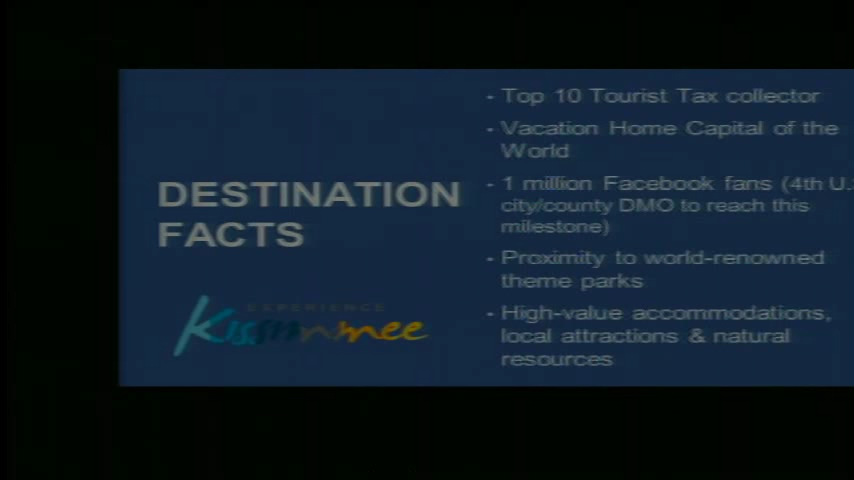 DESTINATION
FACTS
EXPERIENCE
Kissimmee
- Top 10 Tourist Tax collector
- Vacation Home Capital of the
World
- 1 million Facebook fans (4th U.S
city/county DMO to reach this
milestone)
- Proximity to world-renowned
theme parks
- High-value accommodations,
local attractions & natural
resources